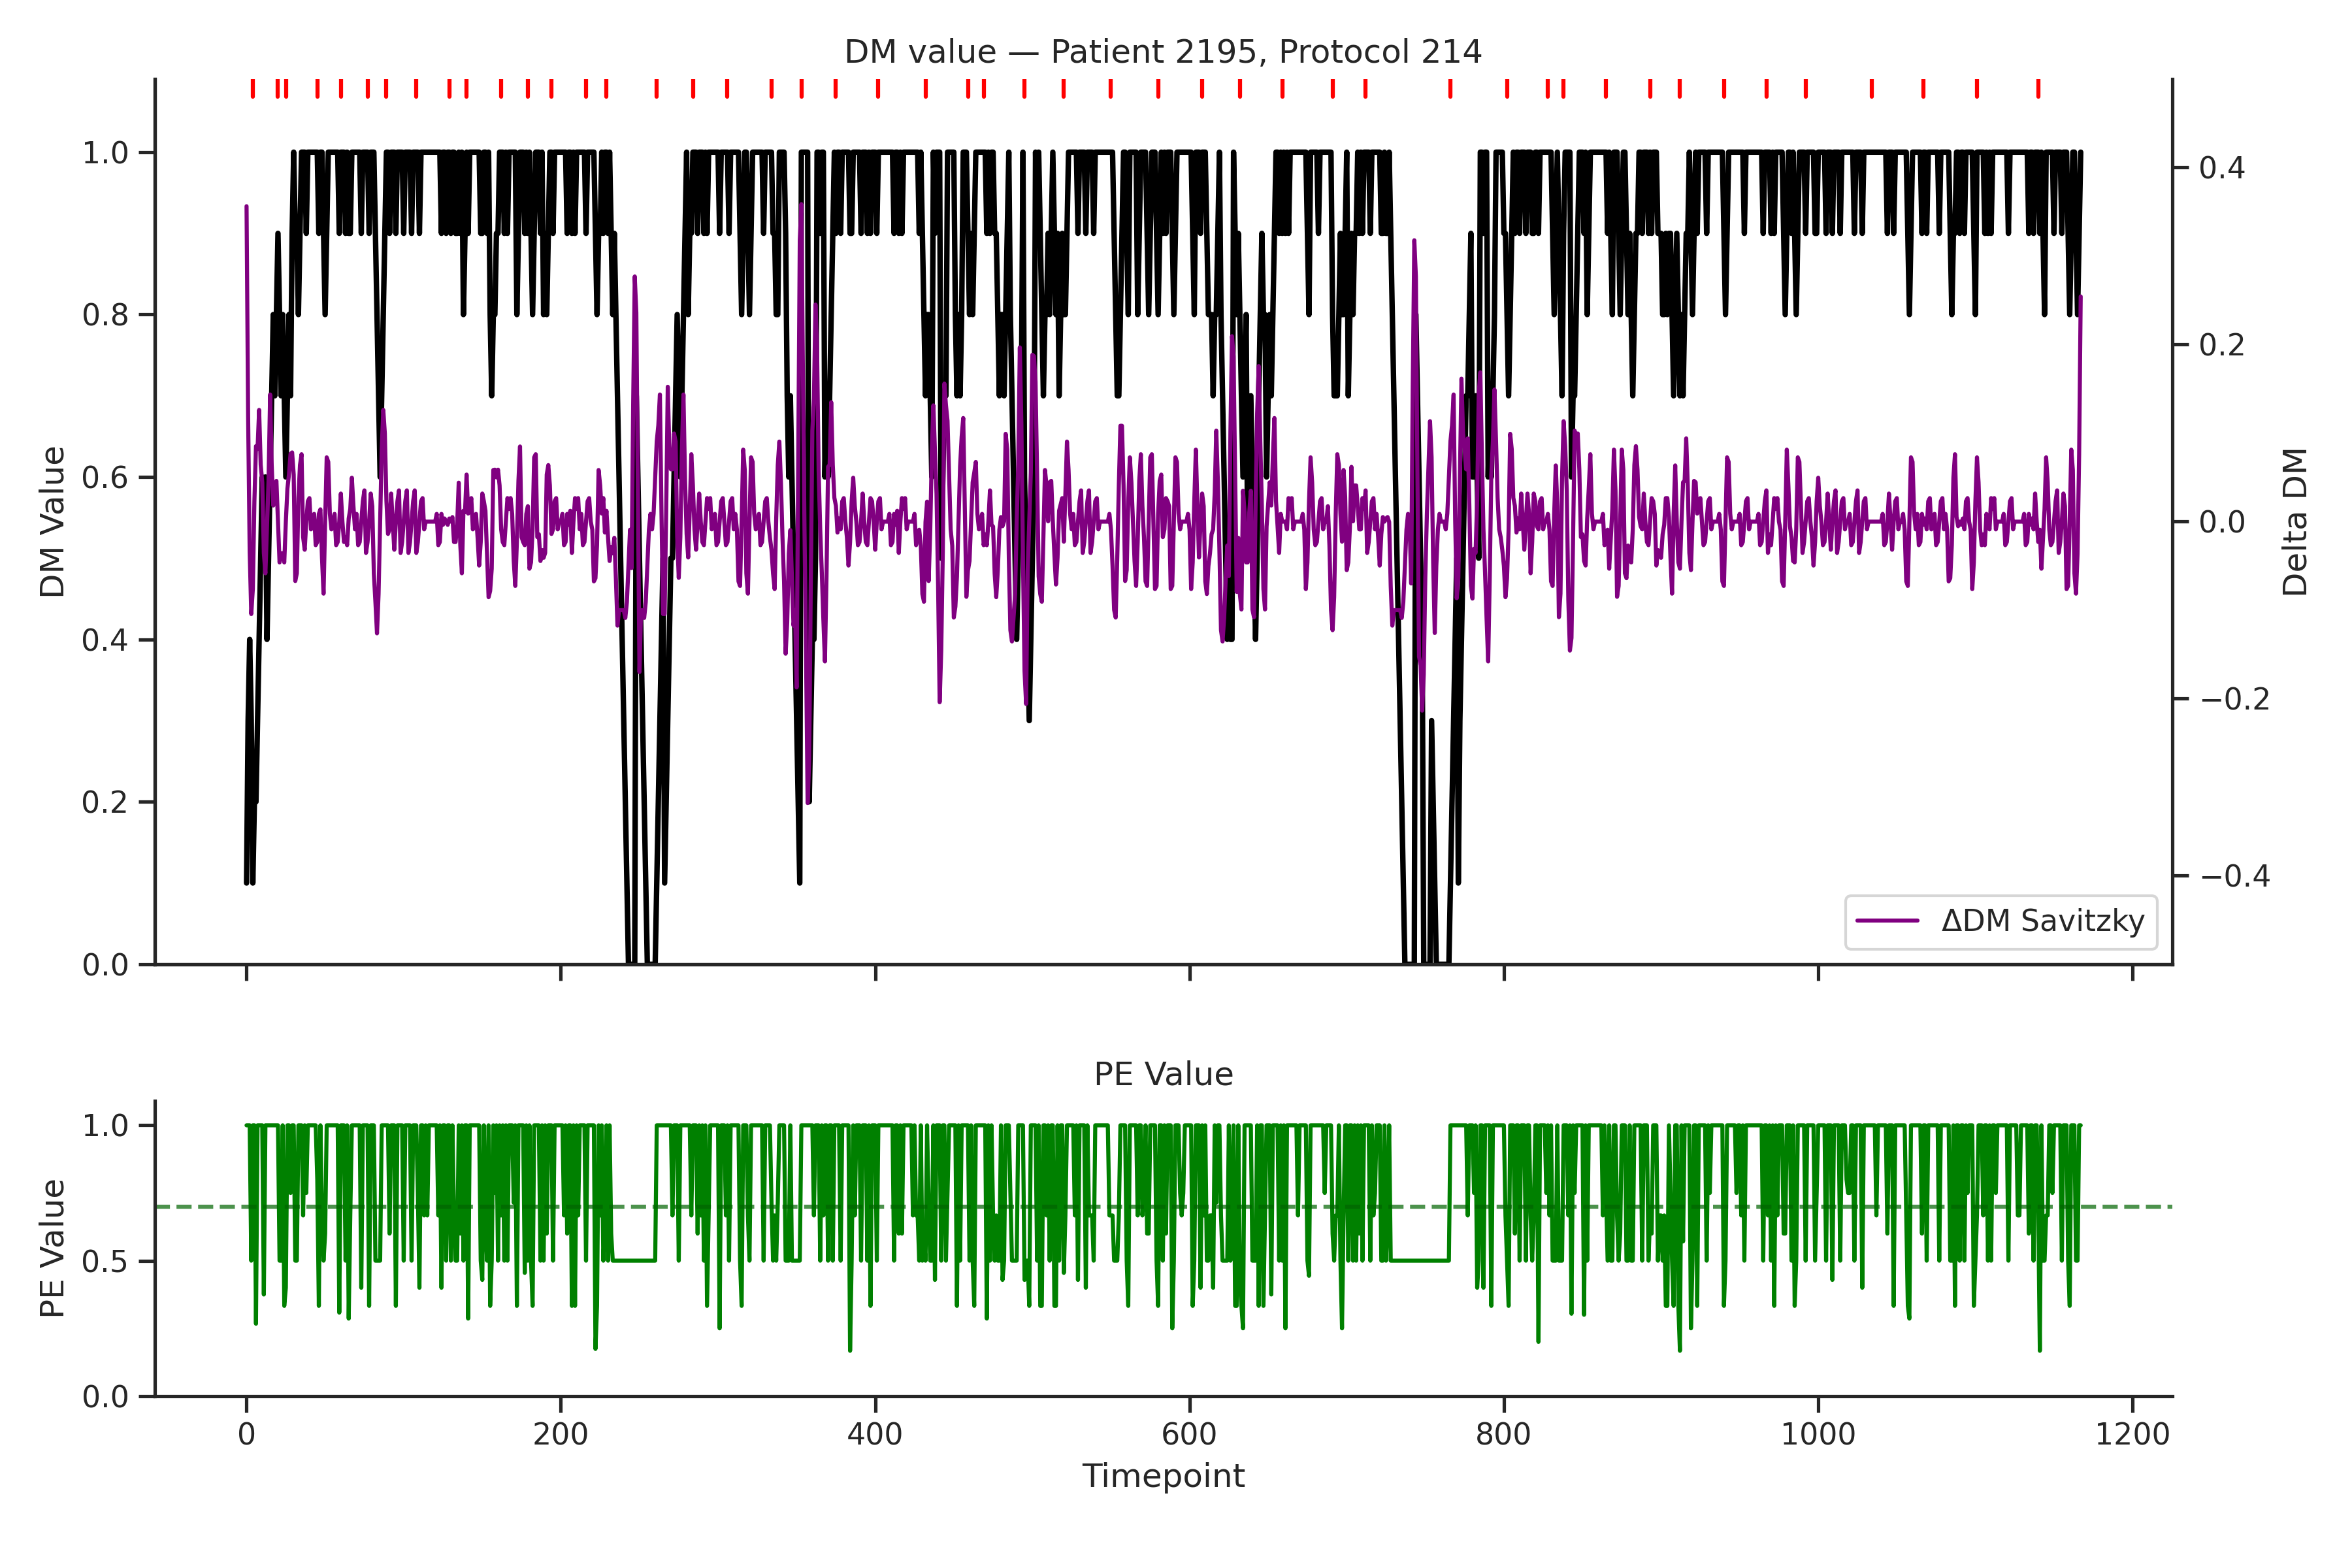 DM value — Patient 2195, Protocol 214
1.0
0.8
0.6
0.4
0.2
0.0
DM Value
0.4
0.2
0.0
−0.2
−0.4
Delta DM
ΔDM Savitzky
PE Value
1.0
0.5
0.0
PE Value
0 200 400 600 800 1000 1200
Timepoint